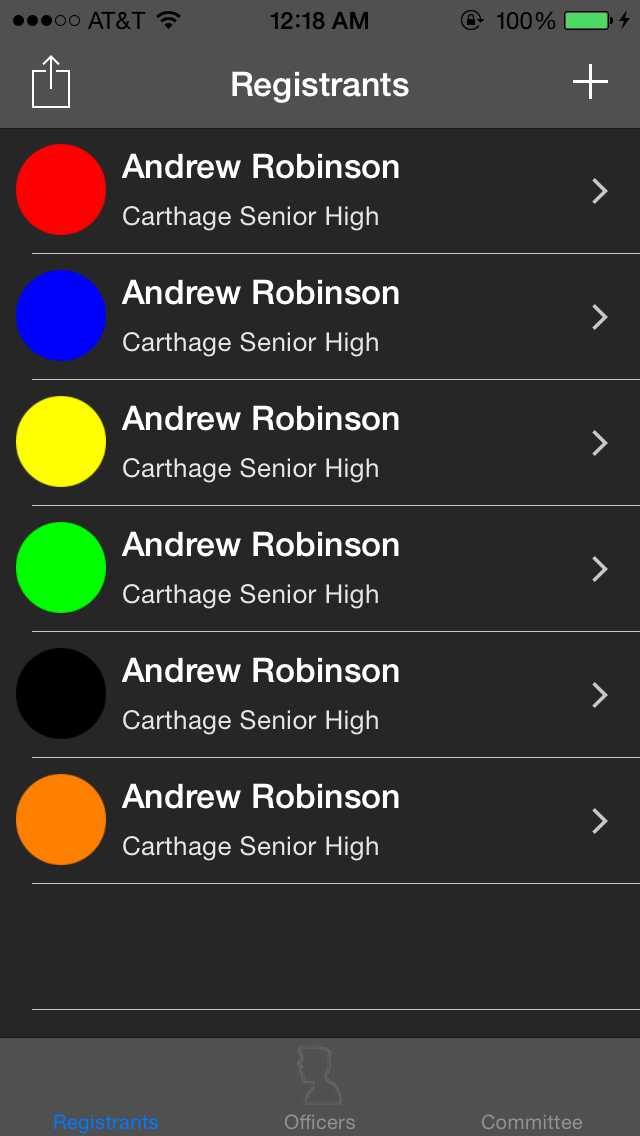 AT&T 12:18 AM 100%
Registrants
Andrew Robinson
Carthage Senior High
Andrew Robinson
Carthage Senior High
Andrew Robinson
Carthage Senior High
Andrew Robinson
Carthage Senior High
Andrew Robinson
Carthage Senior High
Andrew Robinson
Carthage Senior High
Registrants Officers Committee